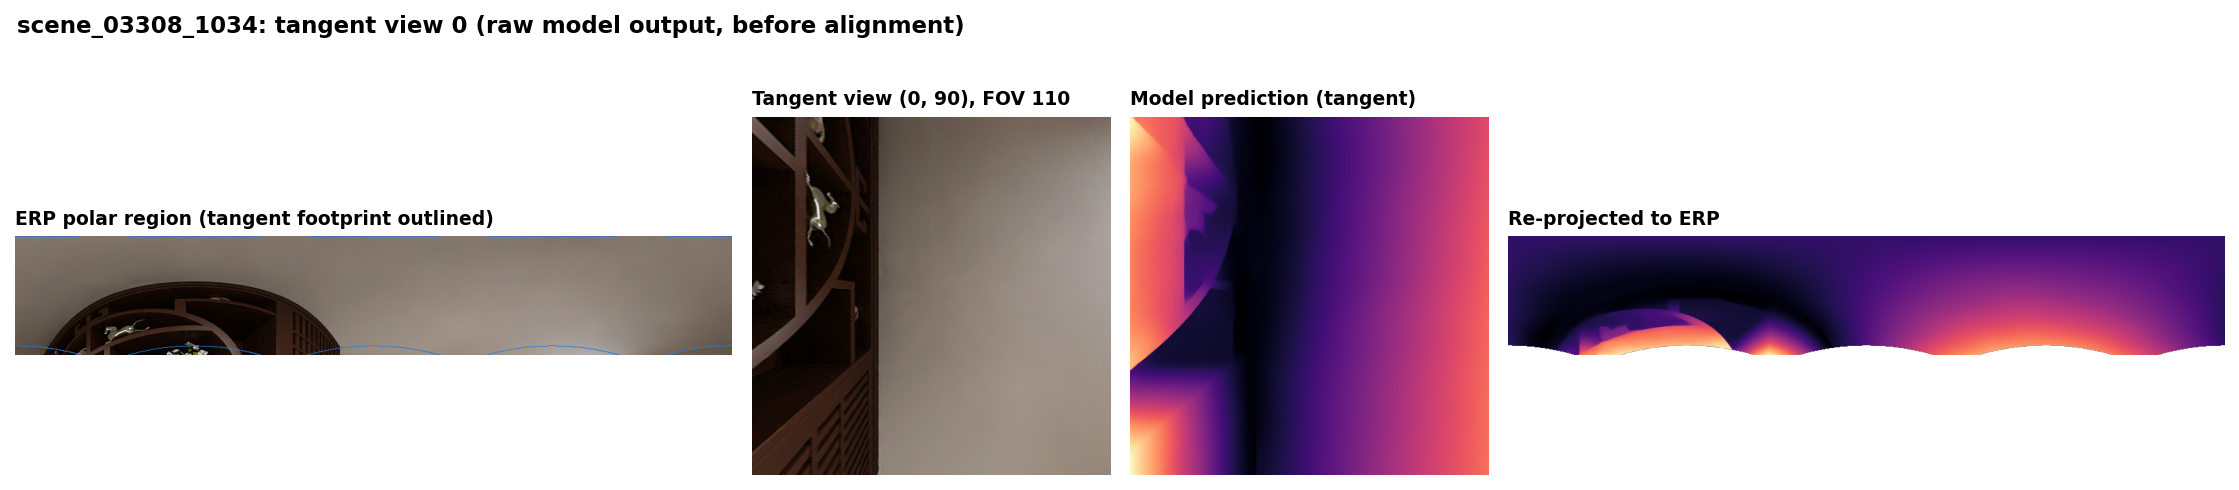 scene_03308_1034: tangent view 0 (raw model output, before alignment)
Tangent view (0, 90), FOV 110
Model prediction (tangent)
ERP polar region (tangent footprint outlined)
Re-projected to ERP